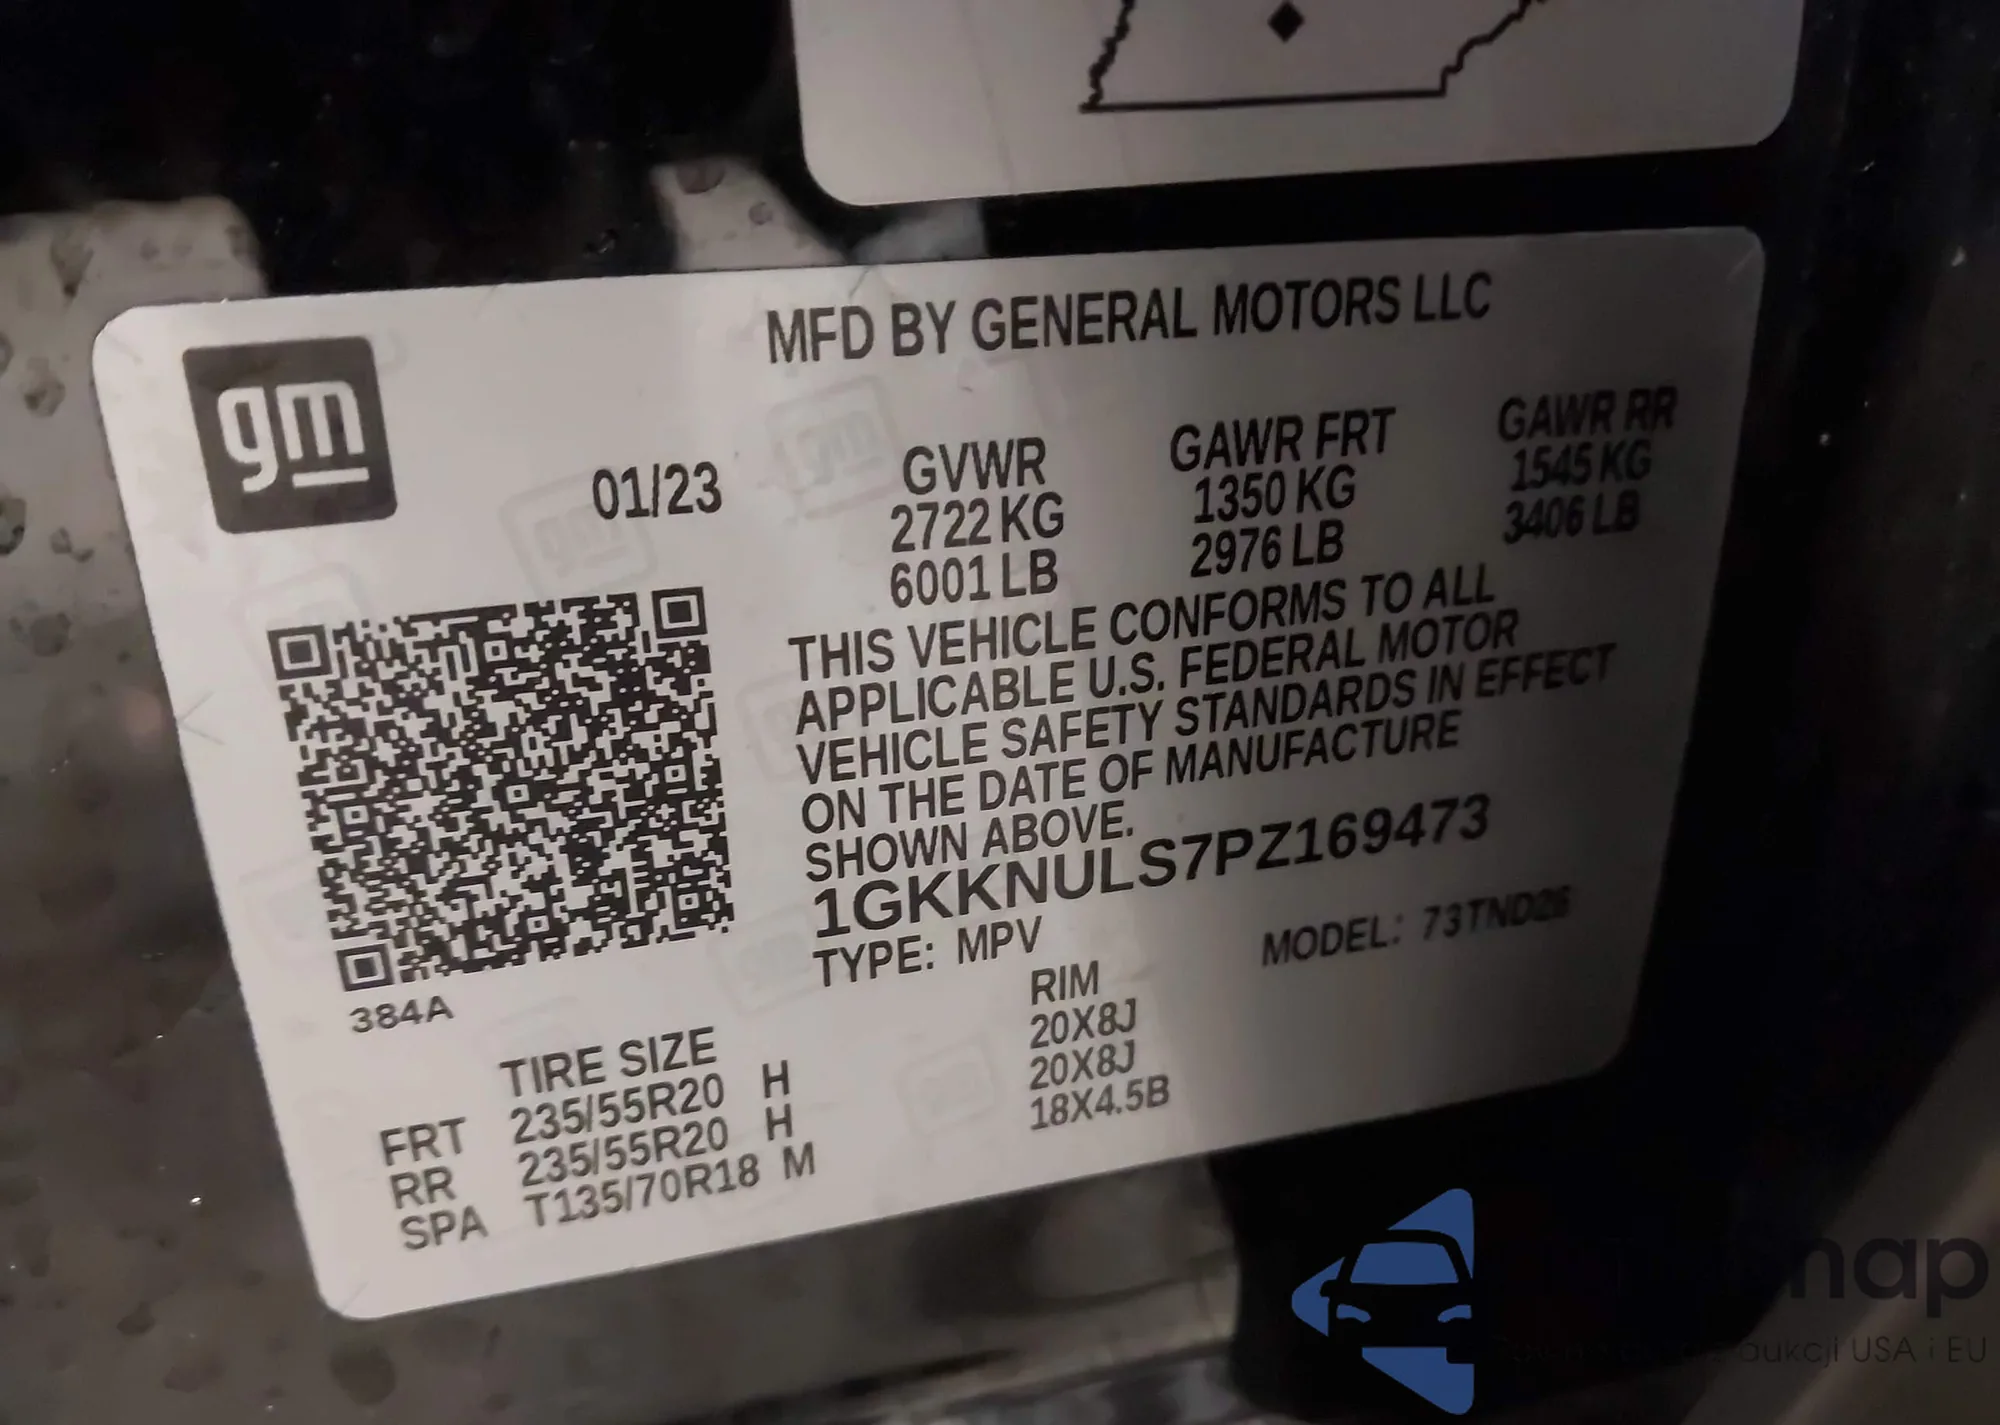 MFD BY GENERAL MOTORS LLC
gm
01/23
GVWR GAWR FRT GAWR RR
2722 KG 1350 KG 1545 KG
6001 LB 2976 LB 3406 LB
THIS VEHICLE CONFORMS TO ALL
APPLICABLE U.S. FEDERAL MOTOR
VEHICLE SAFETY STANDARDS IN EFFECT
ON THE DATE OF MANUFACTURE
SHOWN ABOVE.
1GKKNULS7PZ169473
TYPE: MPV MODEL: 73TND26
384A
TIRE SIZE RIM
FRT 235/55R20 H 20X8J
RR 235/55R20 H 20X8J
SPA T135/70R18 M 18X4.5B
aukcji USA i EU